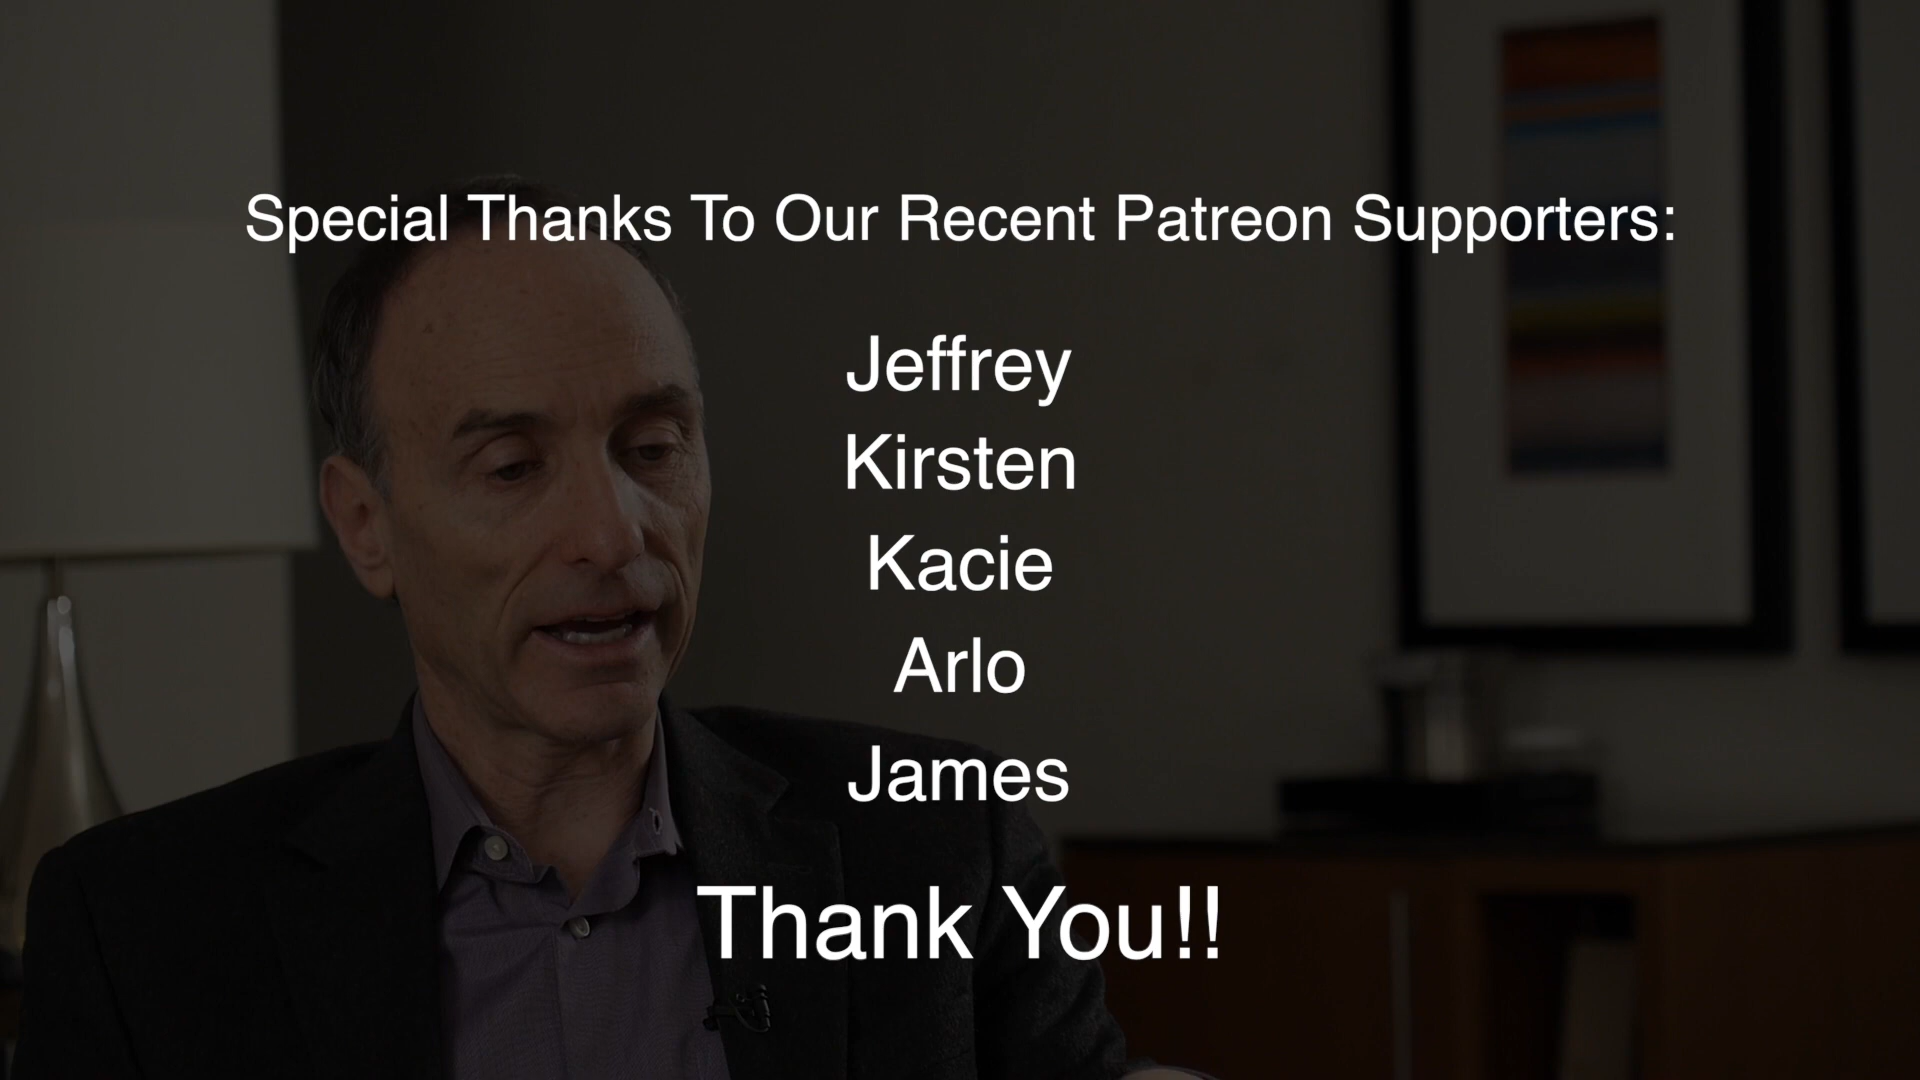 Special Thanks To Our Recent Patreon Supporters:
Jeffrey
Kirsten
Kacie
Arlo
James
Thank You!!